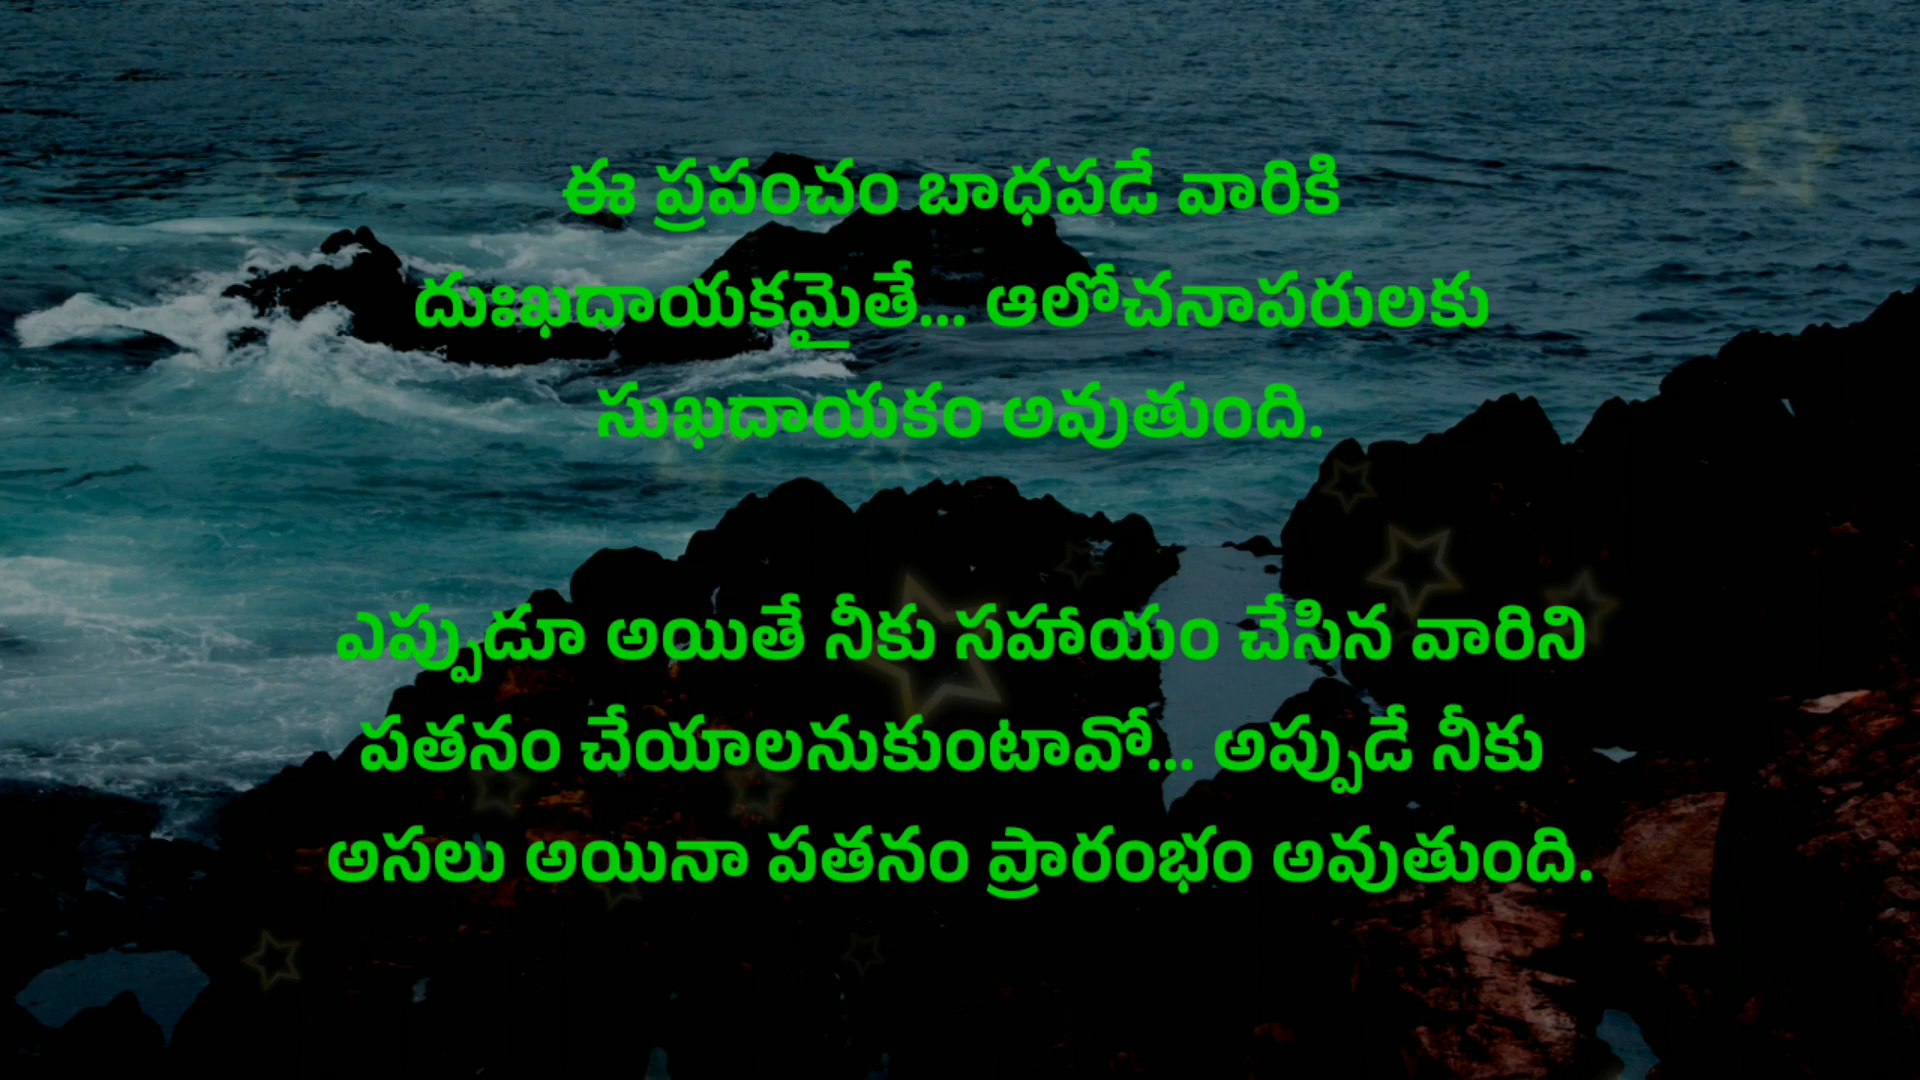 ఈ ప్రపంచం బాధపడే వారికి
దుఃఖదాయకమైతే... ఆలోచనాపరులకు
సుఖదాయకం అవుతుంది.
ఎప్పుడూ అయితే నీకు సహాయం చేసిన వారిని
పతనం చేయాలనుకుంటావో... అప్పుడే నీకు
అసలు అయినా పతనం ప్రారంభం అవుతుంది.